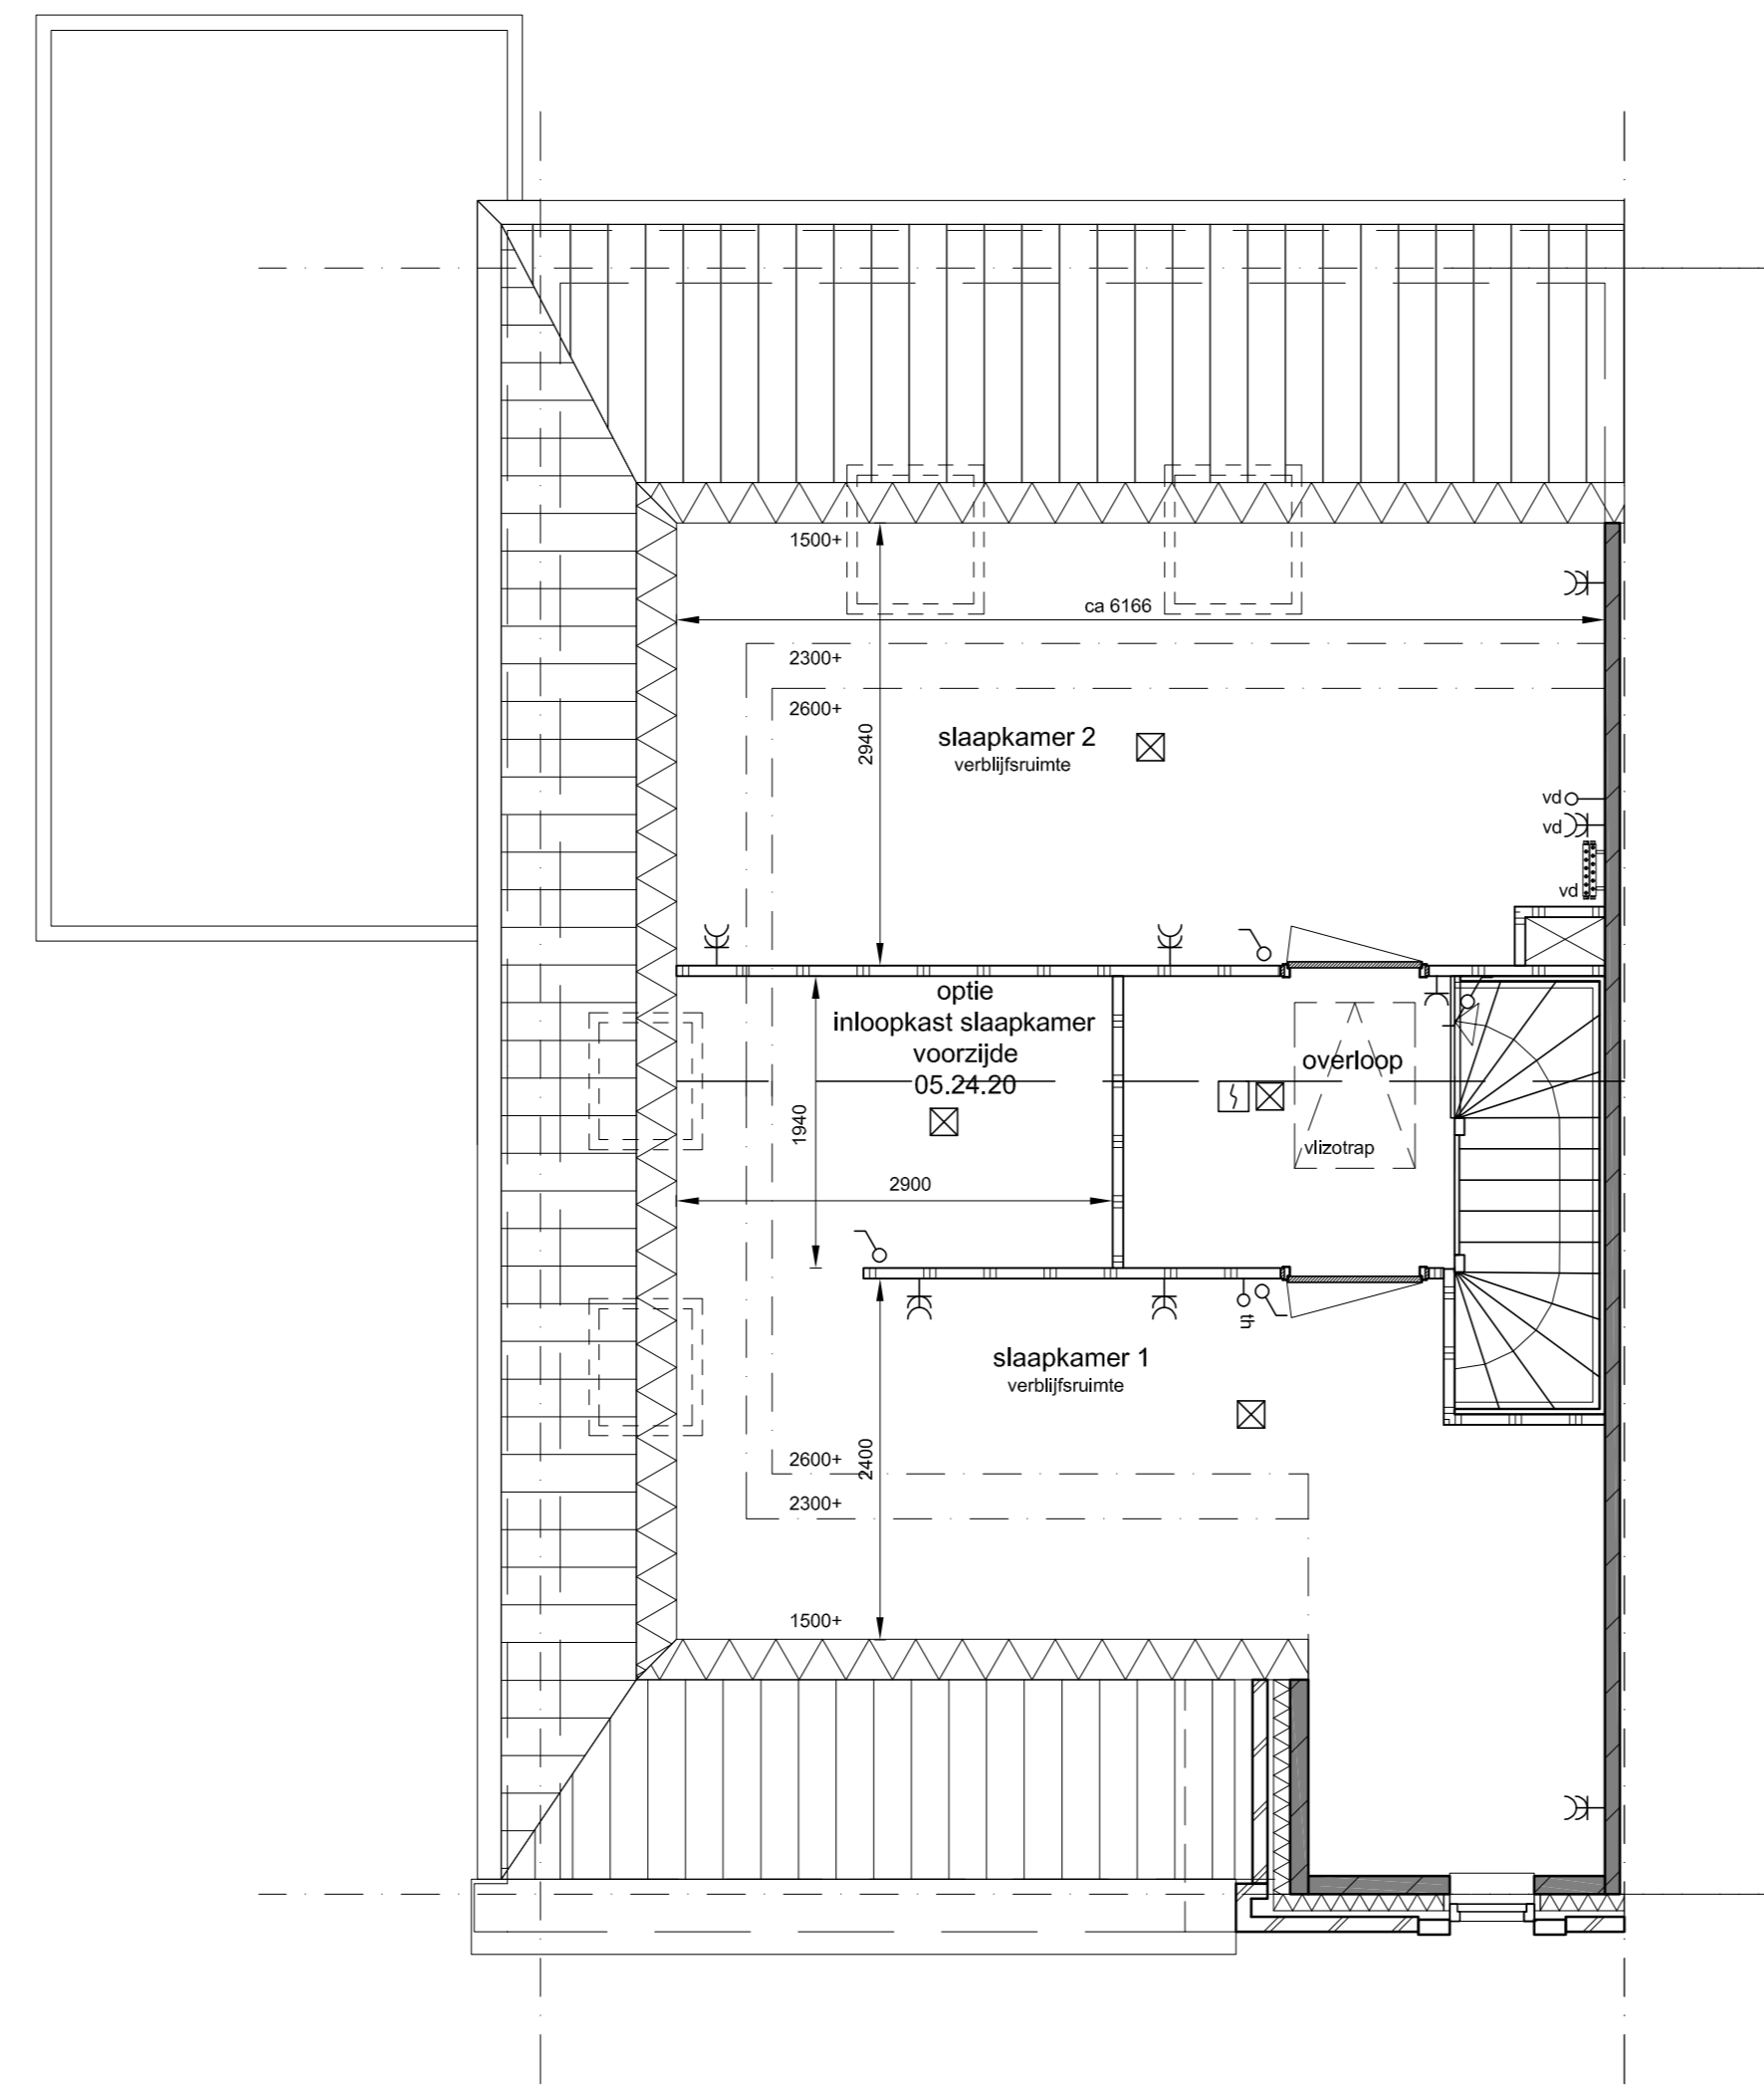 1500+
ca 6166
2300+
2600+
2940
slaapkamer 2
verblijfsruimte
vd
vd
vd
optie
inloopkast slaapkamer
voorzijde
05.24.20
overloop
1940
vlizotrap
2900
th
slaapkamer 1
verblijfsruimte
2400
2600+
2300+
1500+